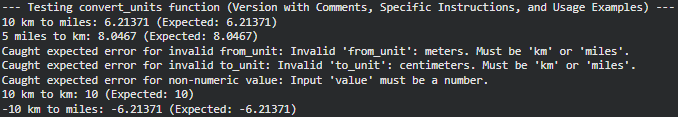 --- Testing convert_units function (Version with Comments, Specific Instructions, and Usage Examples) ---
10 km to miles: 6.21371 (Expected: 6.21371)
5 miles to km: 8.0467 (Expected: 8.0467)
Caught expected error for invalid from_unit: Invalid 'from_unit': meters. Must be 'km' or 'miles'.
Caught expected error for invalid to_unit: Invalid 'to_unit': centimeters. Must be 'km' or 'miles'.
Caught expected error for non-numeric value: Input 'value' must be a number.
10 km to km: 10 (Expected: 10)
-10 km to miles: -6.21371 (Expected: -6.21371)